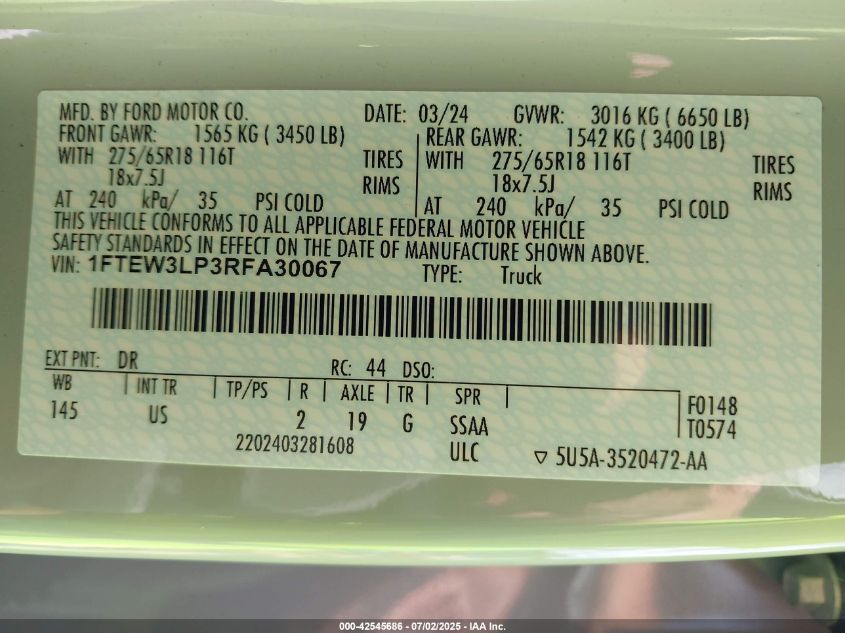 MFD. BY FORD MOTOR CO. DATE: 03/24 GVWR: 3016 KG ( 6650 LB)
FRONT GAWR: 1565 KG ( 3450 LB) REAR GAWR: 1542 KG ( 3400 LB)
WITH 275/65R18 116T TIRES WITH 275/65R18 116T TIRES
18x7.5J RIMS 18x7.5J RIMS
AT 240 kPa/ 35 PSI COLD AT 240 kPa/ 35 PSI COLD
THIS VEHICLE CONFORMS TO ALL APPLICABLE FEDERAL MOTOR VEHICLE
SAFETY STANDARDS IN EFFECT ON THE DATE OF MANUFACTURE SHOWN ABOVE.
VIN: 1FTEW3LP3RFA30067 TYPE: Truck
EXT PNT: DR RC: 44 DSO:
WB INT TR TP/PS R AXLE TR SPR
145 US 2 19 G SSAA F0148
T0574
2202403281608 ULC ▽ 5U5A-3520472-AA
000-42545686 - 07/02/2025 - IAA Inc.